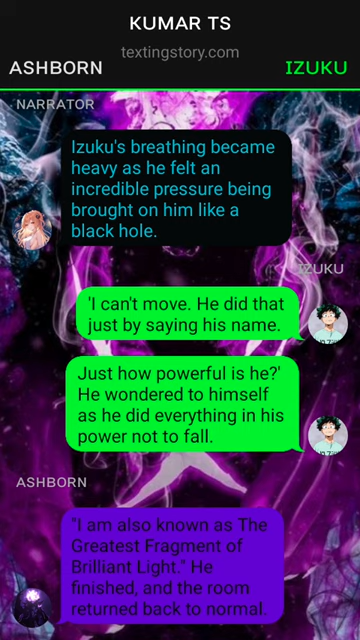 KUMAR TS
textingstory.com
ASHBORN
IZUKU
NARRATOR
Izuku's breathing became
heavy as he felt an
incredible pressure being
brought on him like a
black hole.
IZUKU
'I can't move. He did that
just by saying his name.
Just how powerful is he?'
He wondered to himself
as he did everything in his
power not to fall.
ASHBORN
"I am also known as The
Greatest Fragment of
Brilliant Light." He
finished, and the room
returned back to normal.